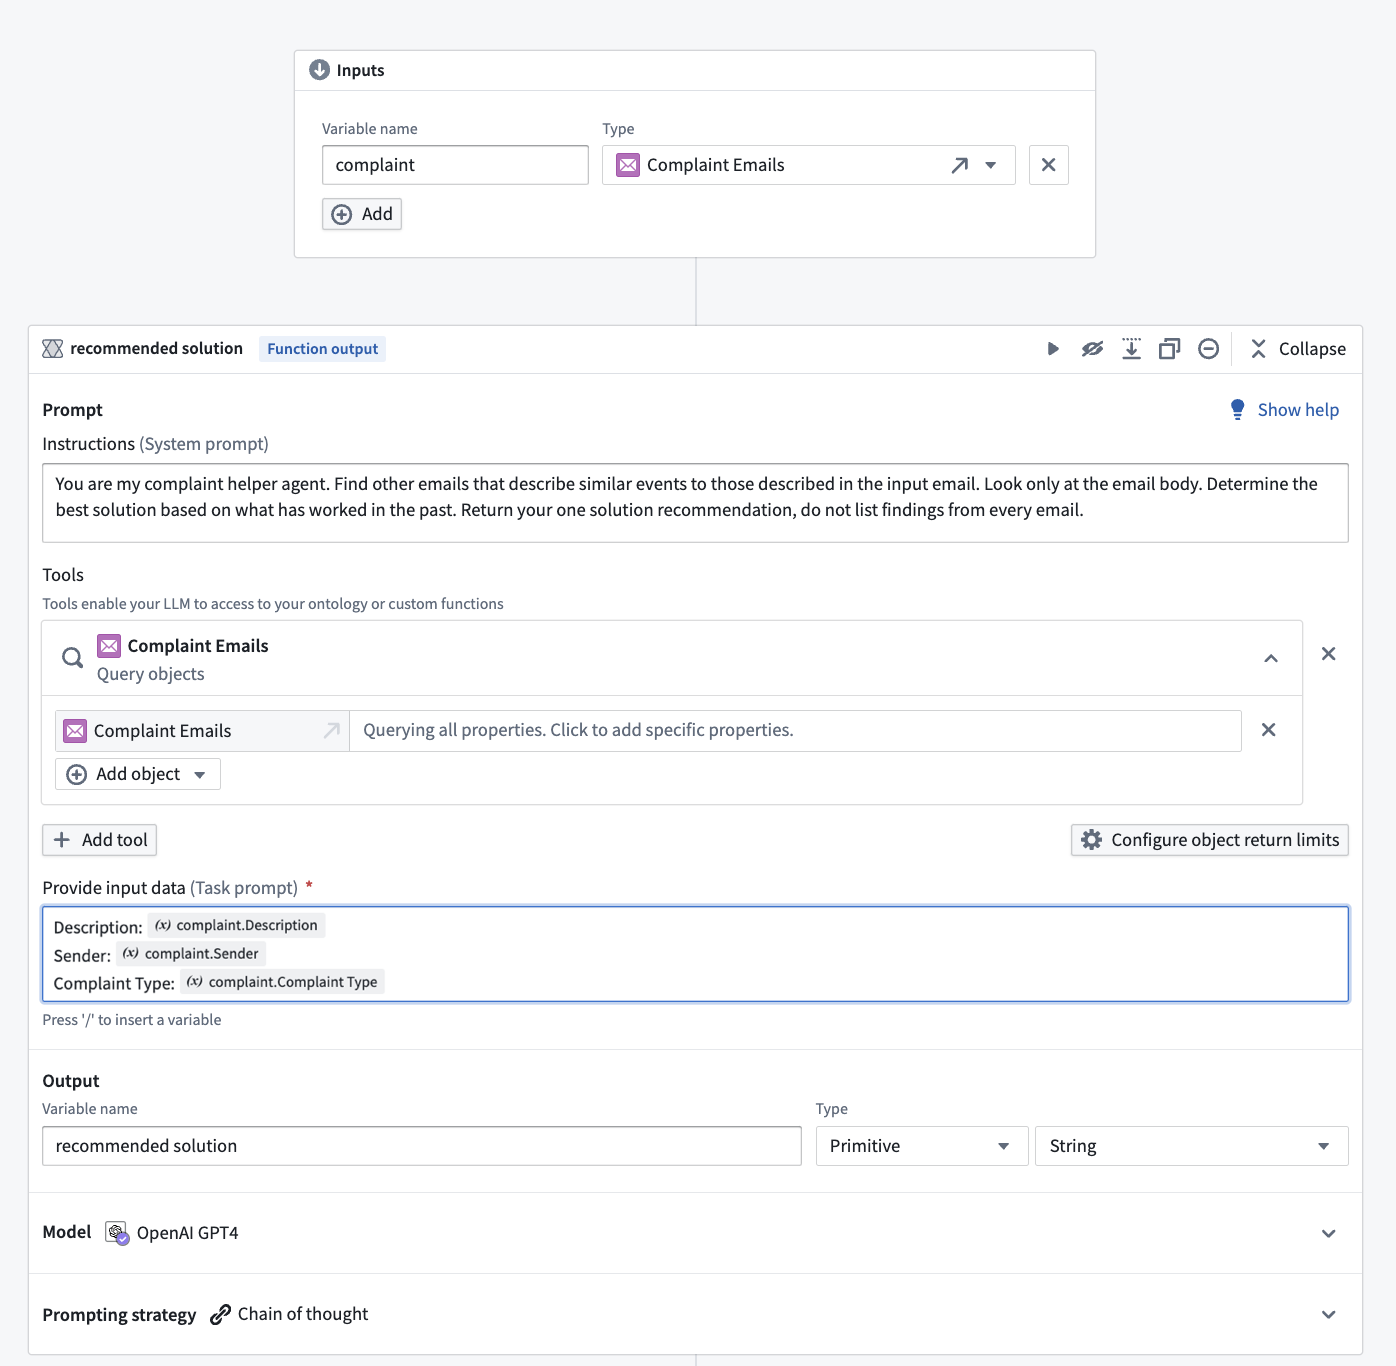 Inputs
Variable name
Type
complaint
Complaint Emails
Add
recommended solution
Function output
Collapse
Prompt
Show help
Instructions (System prompt)
You are my complaint helper agent. Find other emails that describe similar events to those described in the input email. Look only at the email body. Determine the
best solution based on what has worked in the past. Return your one solution recommendation, do not list findings from every email.
Tools
Tools enable your LLM to access to your ontology or custom functions
Complaint Emails
Query objects
Complaint Emails
Querying all properties. Click to add specific properties.
Add object
Add tool
Configure object return limits
Provide input data (Task prompt) *
Description: (x) complaint.Description
Sender: (x) complaint.Sender
Complaint Type: (x) complaint.Complaint Type
Press '/' to insert a variable
Output
Variable name
Type
recommended solution
Primitive
String
Model OpenAI GPT4
Prompting strategy Chain of thought